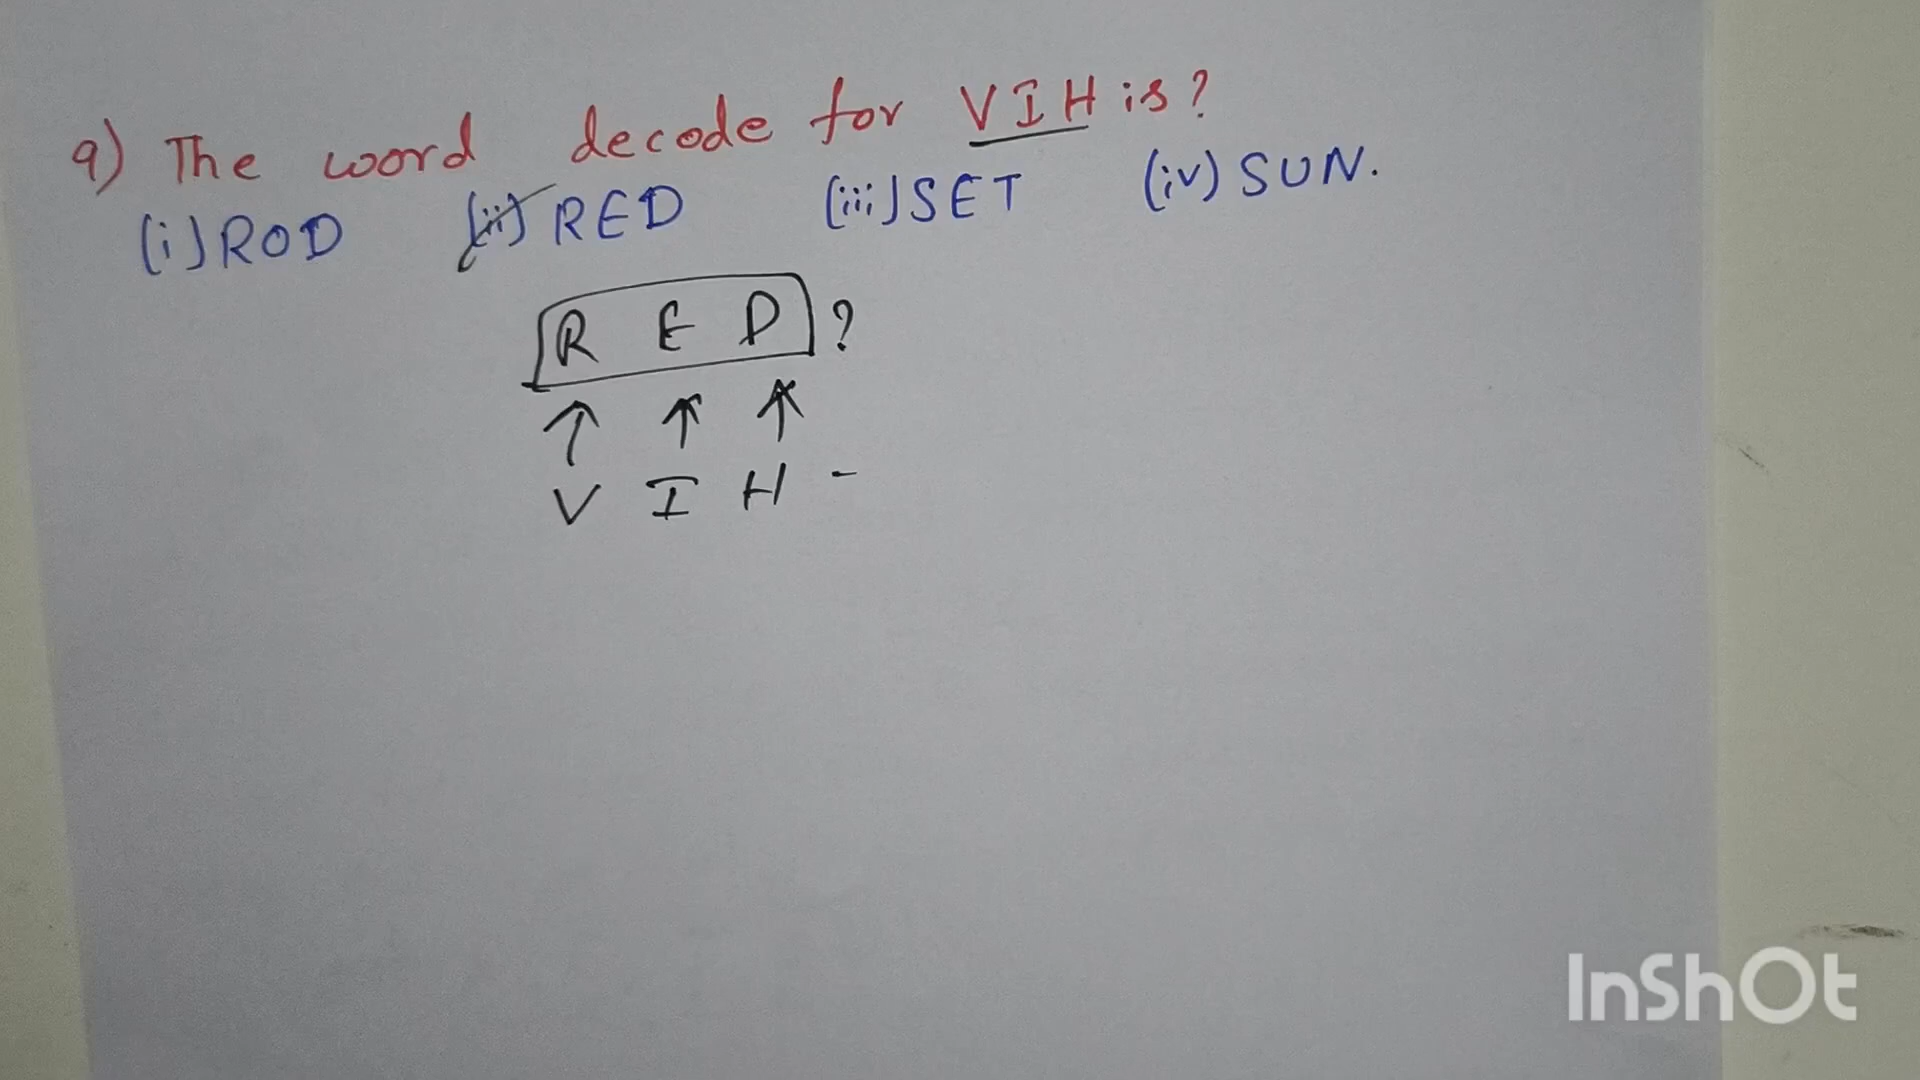 9) The word decode for VIH is?
(i) ROD (ii) RED (iii) SET (iv) SUN.
R E D ?
↑ ↑ ↑
V I H -
InShOt